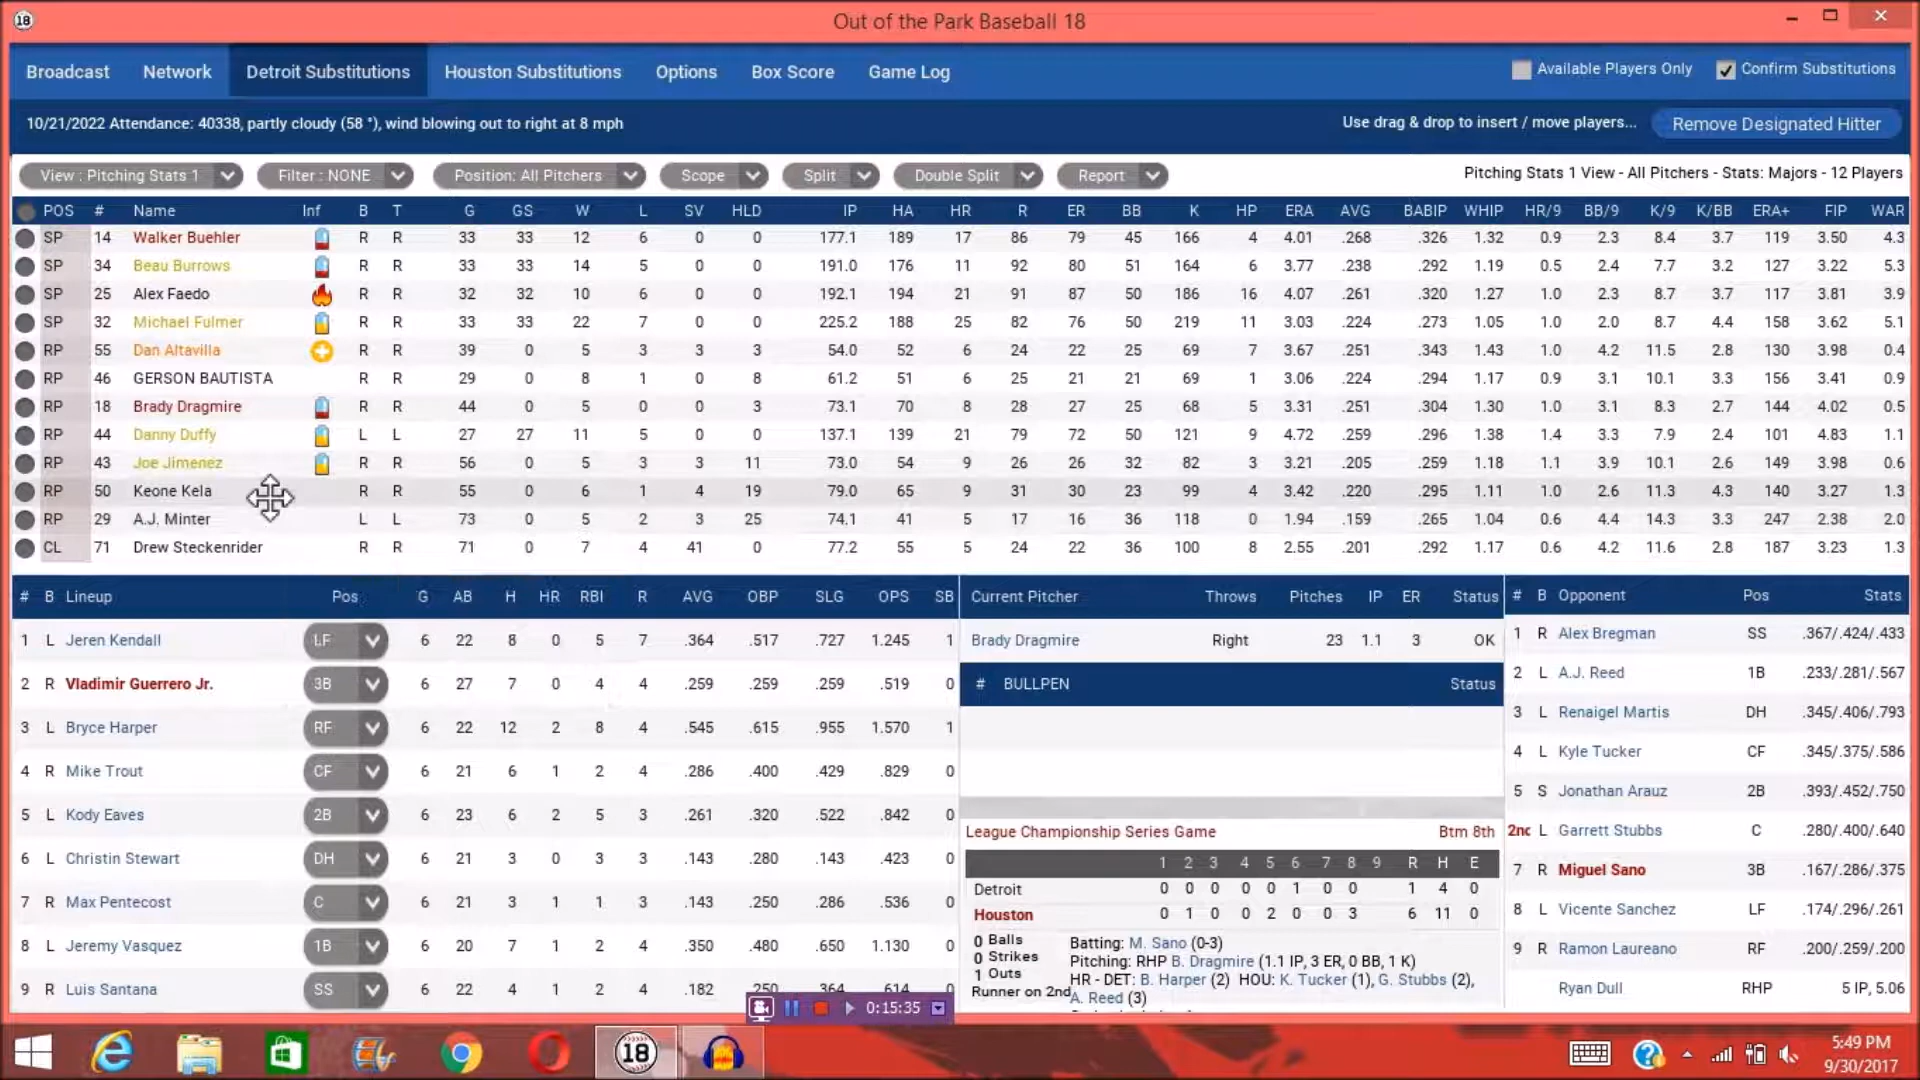 18 Out of the Park Baseball 18
Broadcast Network Detroit Substitutions Houston Substitutions Options Box Score Game Log Available Players Only Confirm Substitutions
10/21/2022 Attendance: 40338, partly cloudy (58 °), wind blowing out to right at 8 mph Use drag & drop to insert / move players... Remove Designated Hitter
View : Pitching Stats 1 Filter : NONE Position: All Pitchers Scope Split Double Split Report Pitching Stats 1 View - All Pitchers - Stats: Majors - 12 Players
POS # Name Inf B T G GS W L SV HLD IP HA HR R ER BB K HP ERA AVG BABIP WHIP HR/9 BB/9 K/9 K/BB ERA+ FIP WAR
SP 14 Walker Buehler R R 33 33 12 6 0 0 177.1 189 17 86 79 45 166 4 4.01 .268 .326 1.32 0.9 2.3 8.4 3.7 119 3.50 4.3
SP 34 Beau Burrows R R 33 33 14 5 0 0 191.0 176 11 92 80 51 164 6 3.77 .238 .292 1.19 0.5 2.4 7.7 3.2 127 3.22 5.3
SP 25 Alex Faedo R R 32 32 10 6 0 0 192.1 194 21 91 87 50 186 16 4.07 .261 .320 1.27 1.0 2.3 8.7 3.7 117 3.81 3.9
SP 32 Michael Fulmer R R 33 33 22 7 0 0 225.2 188 25 82 76 50 219 11 3.03 .224 .273 1.05 1.0 2.0 8.7 4.4 158 3.62 5.1
RP 55 Dan Altavilla R R 39 0 5 3 3 3 54.0 52 6 24 22 25 69 7 3.67 .251 .343 1.43 1.0 4.2 11.5 2.8 130 3.98 0.4
RP 46 GERSON BAUTISTA R R 29 0 8 1 0 8 61.2 51 6 25 21 21 69 1 3.06 .224 .294 1.17 0.9 3.1 10.1 3.3 156 3.41 0.9
RP 18 Brady Dragmire R R 44 0 5 0 0 3 73.1 70 8 28 27 25 68 5 3.31 .251 .304 1.30 1.0 3.1 8.3 2.7 144 4.02 0.5
RP 44 Danny Duffy L L 27 27 11 5 0 0 137.1 139 21 79 72 50 121 9 4.72 .259 .296 1.38 1.4 3.3 7.9 2.4 101 4.83 1.1
RP 43 Joe Jimenez R R 56 0 5 3 3 11 73.0 54 9 26 26 32 82 3 3.21 .205 .259 1.18 1.1 3.9 10.1 2.6 149 3.98 0.6
RP 50 Keone Kela R R 55 0 6 1 4 19 79.0 65 9 31 30 23 99 4 3.42 .220 .295 1.11 1.0 2.6 11.3 4.3 140 3.27 1.3
RP 29 A.J. Minter L L 73 0 5 2 3 25 74.1 41 5 17 16 36 118 0 1.94 .159 .265 1.04 0.6 4.4 14.3 3.3 247 2.38 2.0
CL 71 Drew Steckenrider R R 71 0 7 4 41 0 77.2 55 5 24 22 36 100 8 2.55 .201 .292 1.17 0.6 4.2 11.6 2.8 187 3.23 1.3
# B Lineup Pos G AB H HR RBI R AVG OBP SLG OPS SB
1 L Jeren Kendall LF 6 22 8 0 5 7 .364 .517 .727 1.245 1
2 R Vladimir Guerrero Jr. 3B 6 27 7 0 4 4 .259 .259 .259 .519 0
3 L Bryce Harper RF 6 22 12 2 8 4 .545 .615 .955 1.570 1
4 R Mike Trout CF 6 21 6 1 2 4 .286 .400 .429 .829 0
5 L Kody Eaves 2B 6 23 6 2 5 3 .261 .320 .522 .842 0
6 L Christin Stewart DH 6 21 3 0 3 3 .143 .280 .143 .423 0
7 R Max Pentecost C 6 21 3 1 1 3 .143 .250 .286 .536 0
8 L Jeremy Vasquez 1B 6 20 7 1 2 4 .350 .480 .650 1.130 0
9 R Luis Santana SS 6 22 4 1 2 4 .182 .250 .364 .614 0
Current Pitcher Throws Pitches IP ER Status
Brady Dragmire Right 23 1.1 3 OK
# BULLPEN Status
League Championship Series Game Btm 8th
1 2 3 4 5 6 7 8 9 R H E
Detroit 0 0 0 0 0 1 0 0 1 4 0
Houston 0 1 0 0 2 0 0 3 6 11 0
0 Balls
0 Strikes
1 Outs
Runner on 2nd
Batting: M. Sano (0-3)
Pitching: RHP B. Dragmire (1.1 IP, 3 ER, 0 BB, 1 K)
HR - DET: B. Harper (2) HOU: K. Tucker (1), G. Stubbs (2),
A. Reed (3)
# B Opponent Pos Stats
1 R Alex Bregman SS .367/.424/.433
2 L A.J. Reed 1B .233/.281/.567
3 L Renaigel Martis DH .345/.406/.793
4 L Kyle Tucker CF .345/.375/.586
5 S Jonathan Arauz 2B .393/.452/.750
2nd L Garrett Stubbs C .280/.400/.640
7 R Miguel Sano 3B .167/.286/.375
8 L Vicente Sanchez LF .174/.296/.261
9 R Ramon Laureano RF .200/.259/.200
Ryan Dull RHP 5 IP, 5.06
0:15:35
18
5:49 PM
9/30/2017